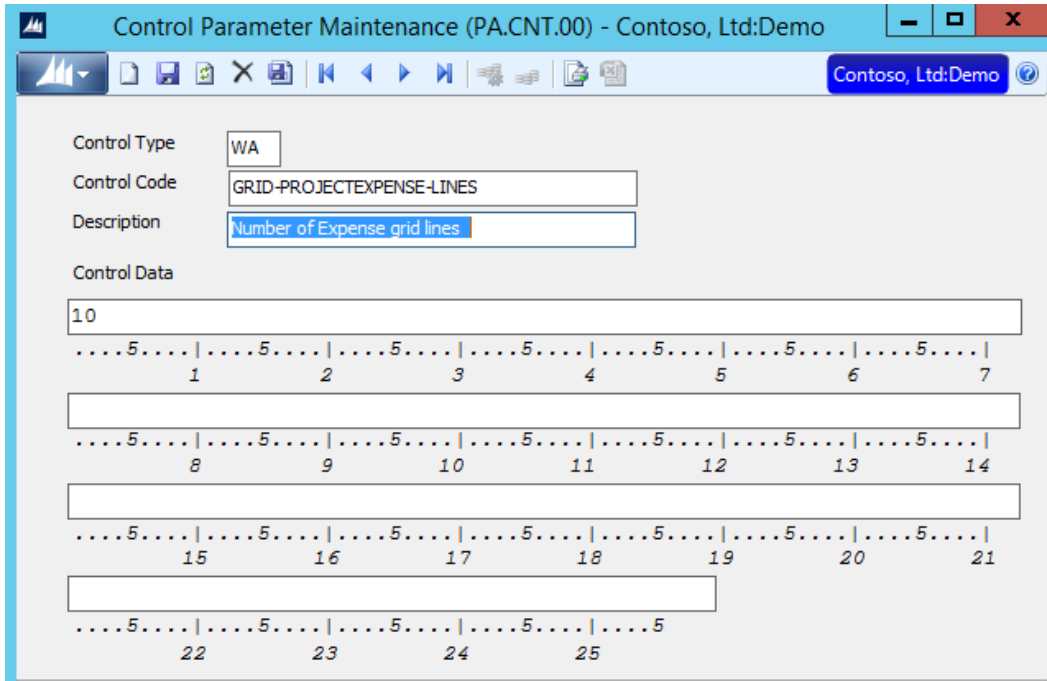 Control Parameter Maintenance (PA.CNT.00) - Contoso, Ltd:Demo
Contoso, Ltd:Demo
Control Type WA
Control Code GRID-PROJECTEXPENSE-LINES
Description Number of Expense grid lines
Control Data
10
....5....|....5....|....5....|....5....|....5....|....5....|....5....|
1 2 3 4 5 6 7
....5....|....5....|....5....|....5....|....5....|....5....|....5....|
8 9 10 11 12 13 14
....5....|....5....|....5....|....5....|....5....|....5....|....5....|
15 16 17 18 19 20 21
....5....|....5....|....5....|....5....|....5
22 23 24 25